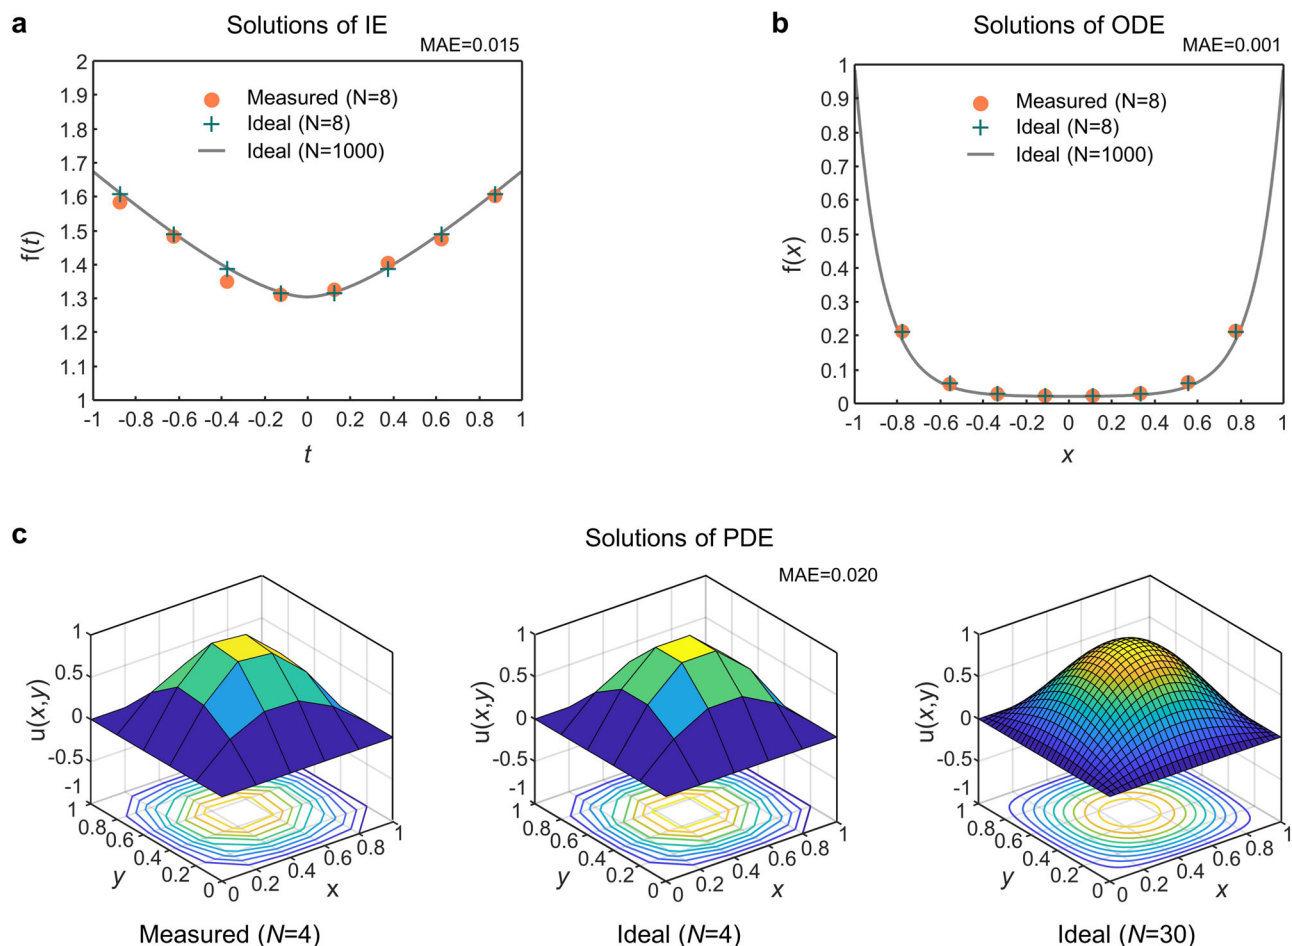 a
Solutions of IE
MAE=0.015
Measured (N=8)
Ideal (N=8)
Ideal (N=1000)
f(t)
2
1.9
1.8
1.7
1.6
1.5
1.4
1.3
1.2
1.1
1
-1 -0.8 -0.6 -0.4 -0.2 0 0.2 0.4 0.6 0.8 1
t
b
Solutions of ODE
MAE=0.001
Measured (N=8)
Ideal (N=8)
Ideal (N=1000)
f(x)
1
0.9
0.8
0.7
0.6
0.5
0.4
0.3
0.2
0.1
0
-1 -0.8 -0.6 -0.4 -0.2 0 0.2 0.4 0.6 0.8 1
x
c
Solutions of PDE
MAE=0.020
u(x,y)
1
0.5
0
-0.5
-1
1
0.8
0.6
0.4
0.2
0
y
0
0.2
0.4
0.6
0.8
1
x
Measured (N=4)
u(x,y)
1
0.5
0
-0.5
-1
1
0.8
0.6
0.4
0.2
0
y
0
0.2
0.4
0.6
0.8
1
x
Ideal (N=4)
u(x,y)
1
0.5
0
-0.5
-1
1
0.8
0.6
0.4
0.2
0
y
0
0.2
0.4
0.6
0.8
1
x
Ideal (N=30)